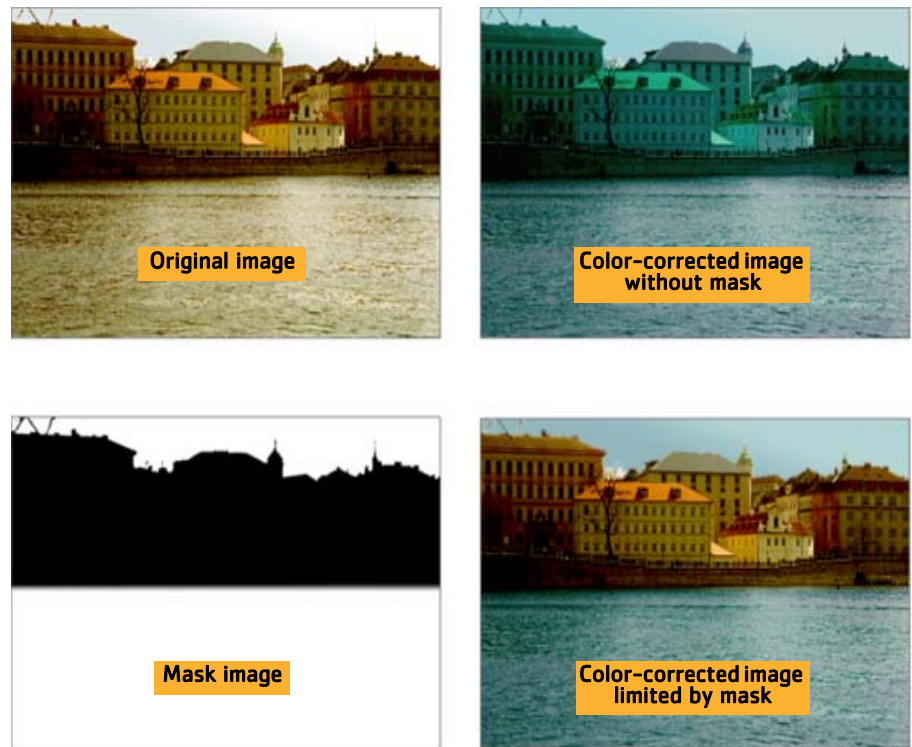 Original image
Color-corrected image
without mask
Mask image
Color-corrected image
limited by mask